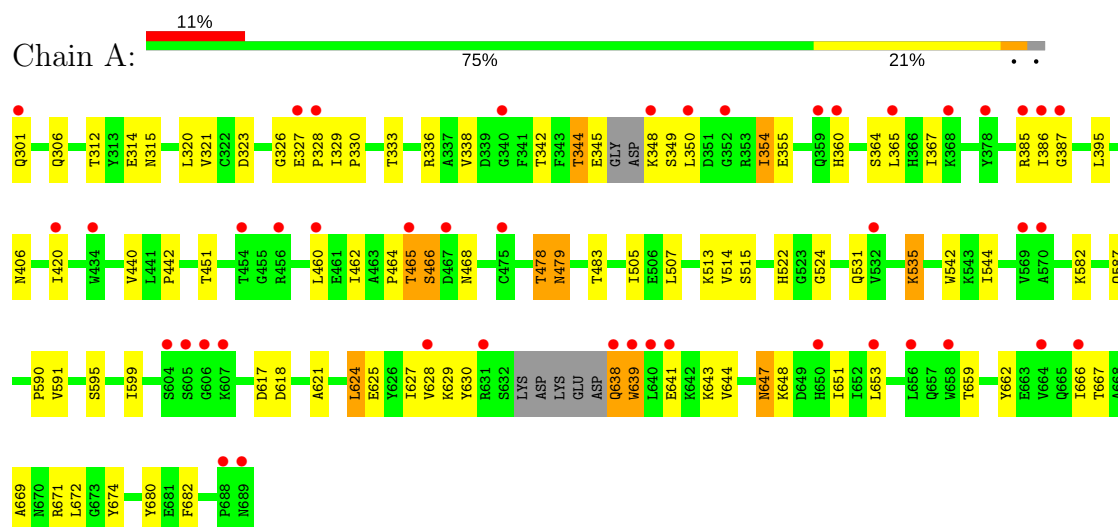 11%
Chain A:
75% 21% • •
Q301 Q306 T312 Y313 E314 N315 L320 V321 C322 D323 G326 E327 P328 I329 P330 T333 R336 A337 V338 D339 G340 F341 T342 F343 T344 E345 GLY ASP K348 S349 L350 D351 G352 R353 I354 E355 Q359 H360 S364 L365 H366 I367 K368 Y378 R385 I386 G387 L395
N406 I420 W434 V440 L441 P442 T451 T454 G455 R456 L460 E461 I462 A463 P464 T465 S466 D467 N468 C475 T478 N479 T483 I505 E506 L507 K513 V514 S515 H522 G523 G524 Q531 V532 K535 W542 K543 I544 V569 A570 K582 Q587
P590 V591 S595 I599 S604 S605 G606 K607 D617 D618 A621 L624 E625 Y626 I627 V628 K629 Y630 R631 S632 LYS ASP LYS GLU ASP Q638 W639 L640 E641 K642 K643 V644 N647 K648 D649 H650 I651 I652 L653 L656 Q657 W658 T659 Y662 E663 V664 Q665 I666 T667 A668
A669 N670 R671 L672 G673 Y674 Y680 E681 F682 P688 N689